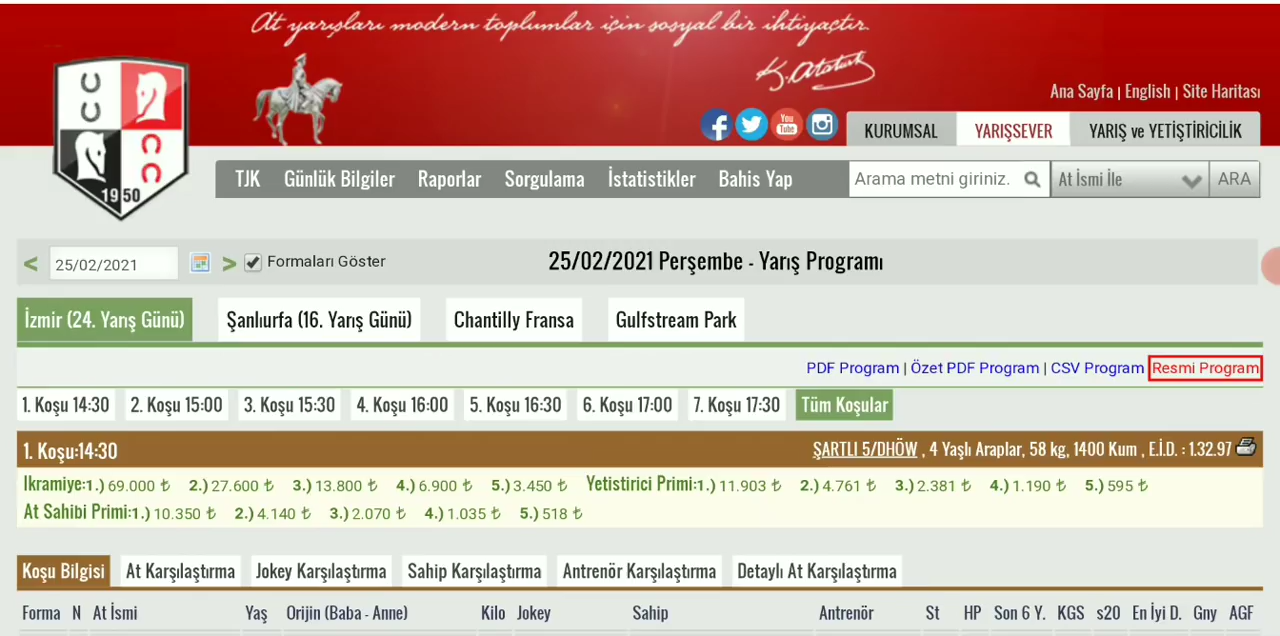 At yarışları modern toplumlar için sosyal bir ihtiyaçtır.
K. Atatürk
Ana Sayfa | English | Site Haritası
KURUMSAL YARIŞSEVER YARIŞ ve YETİŞTİRİCİLİK
You Tube
1950
TJK Günlük Bilgiler Raporlar Sorgulama İstatistikler Bahis Yap Arama metni giriniz. At İsmi İle ARA
< 25/02/2021 > Formaları Göster 25/02/2021 Perşembe - Yarış Programı
İzmir (24. Yarış Günü) Şanlıurfa (16. Yarış Günü) Chantilly Fransa Gulfstream Park
PDF Program | Özet PDF Program | CSV Program Resmi Program
1. Koşu 14:30 2. Koşu 15:00 3. Koşu 15:30 4. Koşu 16:00 5. Koşu 16:30 6. Koşu 17:00 7. Koşu 17:30 Tüm Koşular
1. Koşu:14:30 ŞARTLI 5/DHÖW , 4 Yaşlı Araplar, 58 kg, 1400 Kum , E.İ.D. : 1.32.97
Ikramiye:1.) 69.000 ₺ 2.) 27.600 ₺ 3.) 13.800 ₺ 4.) 6.900 ₺ 5.) 3.450 ₺ Yetistirici Primi:1.) 11.903 ₺ 2.) 4.761 ₺ 3.) 2.381 ₺ 4.) 1.190 ₺ 5.) 595 ₺
At Sahibi Primi:1.) 10.350 ₺ 2.) 4.140 ₺ 3.) 2.070 ₺ 4.) 1.035 ₺ 5.) 518 ₺
Koşu Bilgisi At Karşılaştırma Jokey Karşılaştırma Sahip Karşılaştırma Antrenör Karşılaştırma Detaylı At Karşılaştırma
Forma N At İsmi Yaş Orijin (Baba - Anne) Kilo Jokey Sahip Antrenör St HP Son 6 Y. KGS s20 En İyi D. Gny AGF